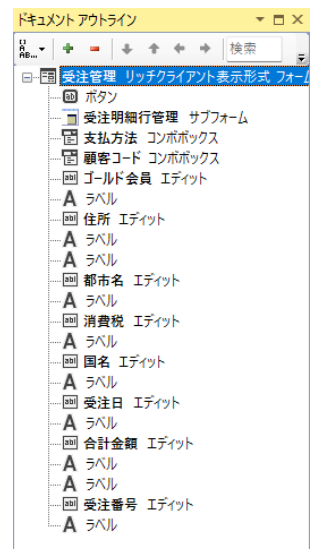 ドキュメント アウトライン
検索
受注管理 リッチクライアント表示形式 フォーム
ボタン
受注明細行管理 サブフォーム
支払方法 コンボボックス
顧客コード コンボボックス
ゴールド会員 エディット
ラベル
住所 エディット
ラベル
ラベル
都市名 エディット
ラベル
消費税 エディット
ラベル
国名 エディット
ラベル
受注日 エディット
ラベル
合計金額 エディット
ラベル
ラベル
受注番号 エディット
ラベル